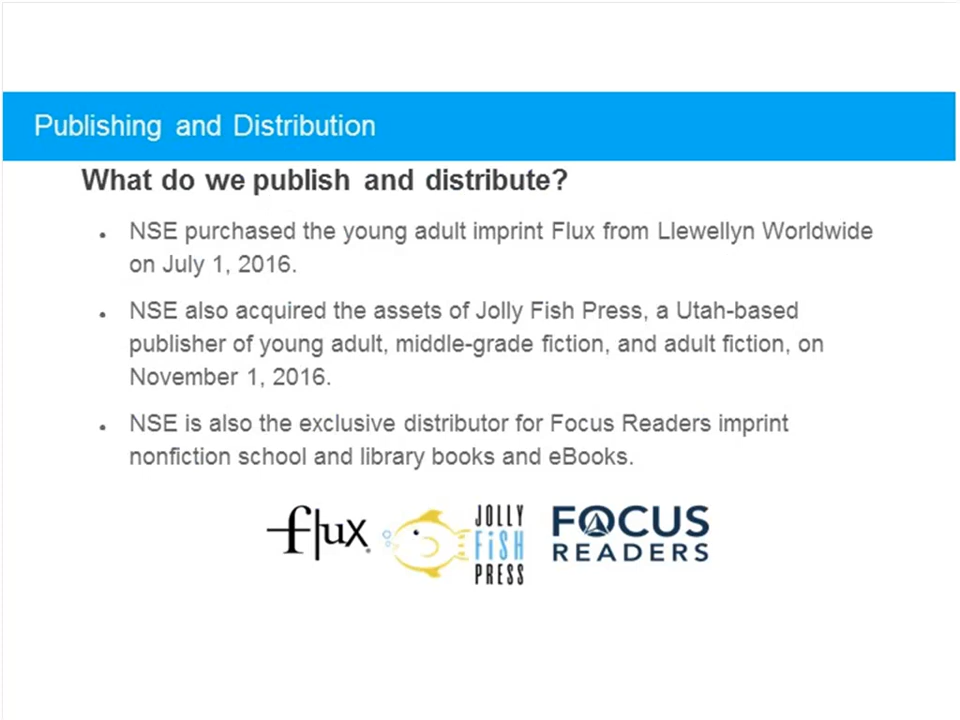 Publishing and Distribution
What do we publish and distribute?
• NSE purchased the young adult imprint Flux from Llewellyn Worldwide
on July 1, 2016.
• NSE also acquired the assets of Jolly Fish Press, a Utah-based
publisher of young adult, middle-grade fiction, and adult fiction, on
November 1, 2016.
• NSE is also the exclusive distributor for Focus Readers imprint
nonfiction school and library books and eBooks.
flux
JOLLY
FiSH
PRESS
FOCUS
READERS